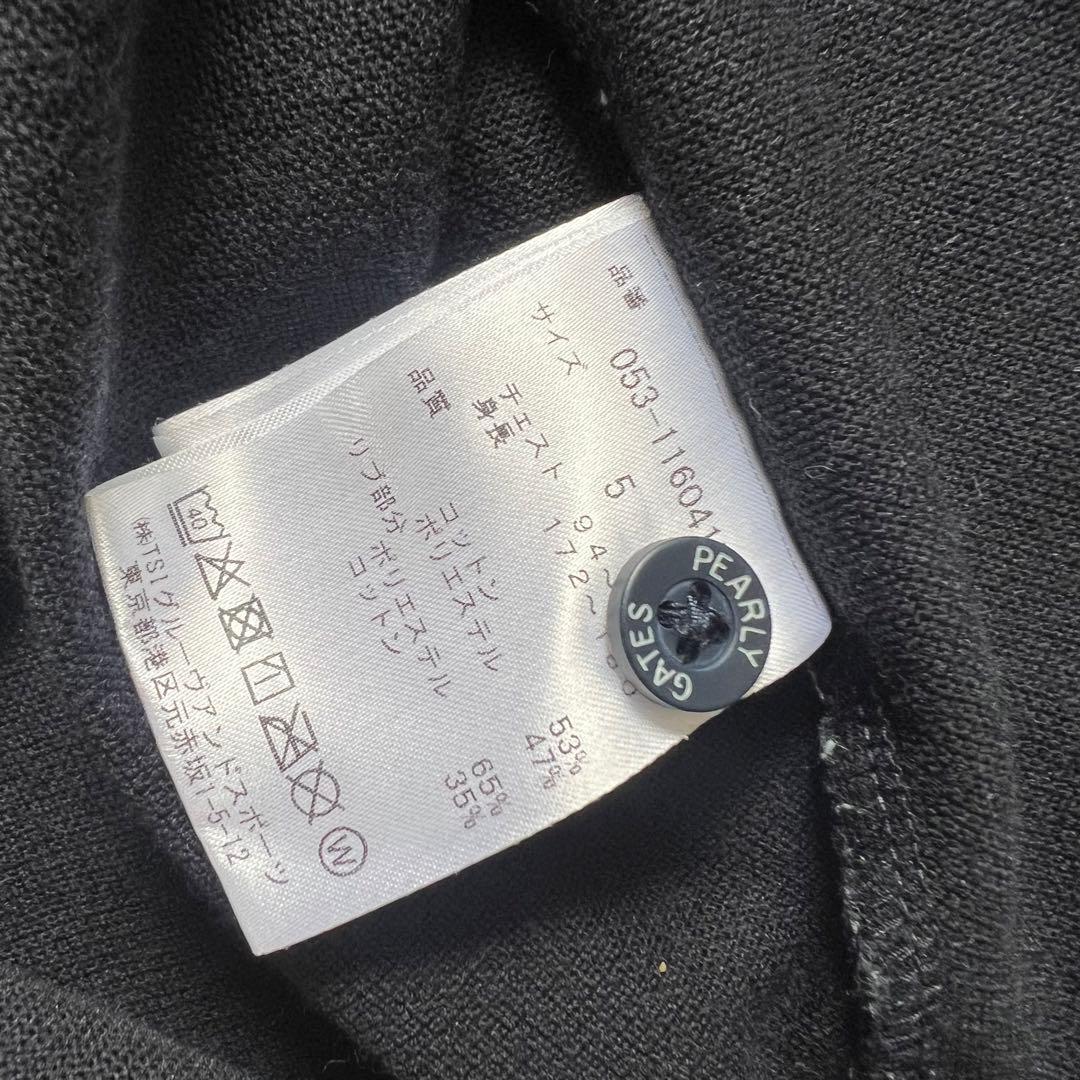 品番 053-116041
サイズ 5
チェスト 94~
身長 172~
品質
コットン 53%
ポリエステル 47%
リブ部分 ポリエステル 65%
コットン 35%
40
W
(株)TSIグルーヴアンドスポーツ
東京都港区元赤坂1-5-12
PEARLY
GATES